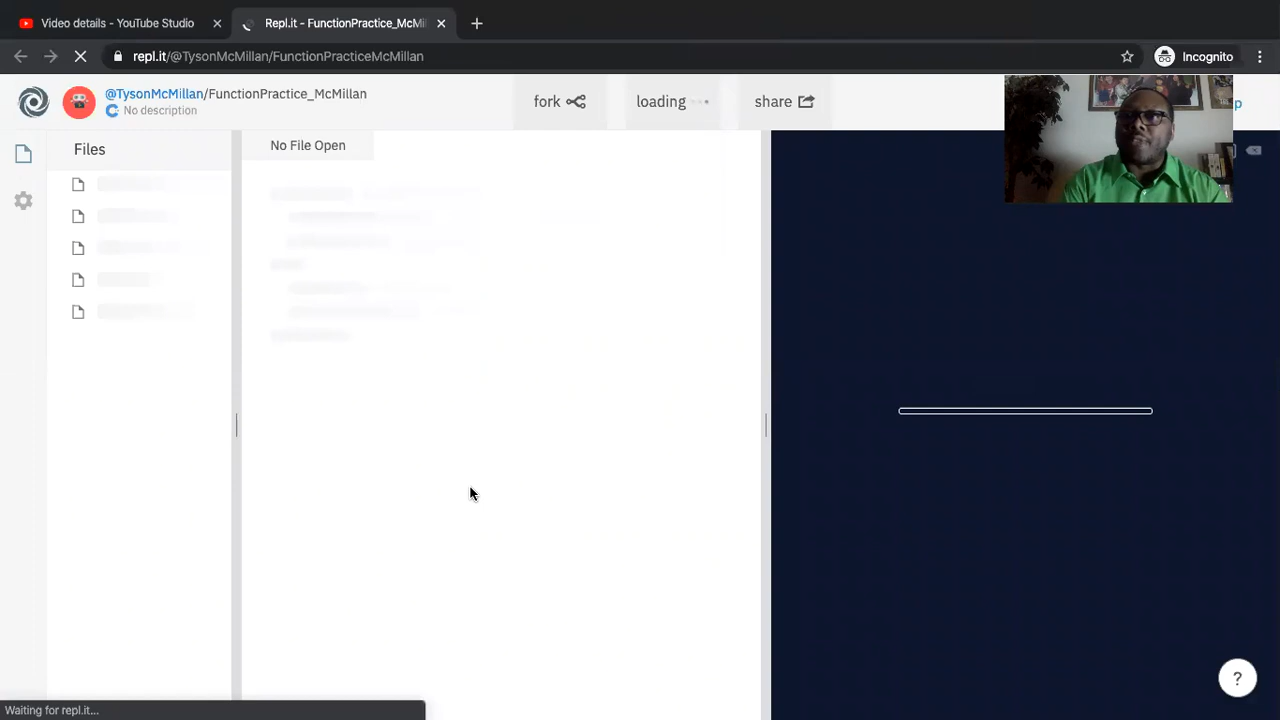 Video details - YouTube Studio
Repl.it - FunctionPractice_McMil
repl.it/@TysonMcMillan/FunctionPracticeMcMillan
Incognito
@TysonMcMillan/FunctionPractice_McMillan
No description
fork
loading
share
Files
No File Open
?
Waiting for repl.it...